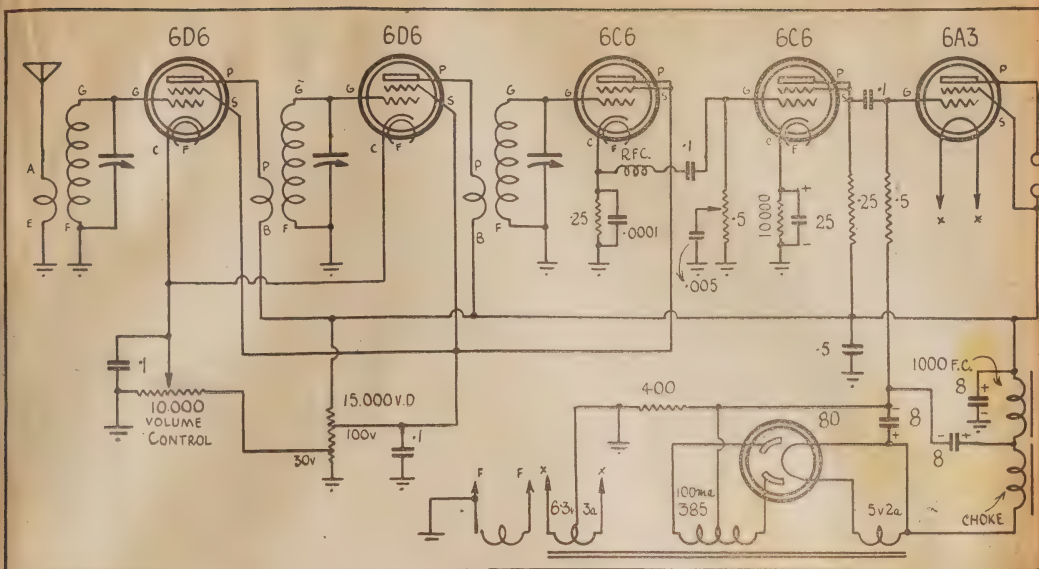 6D6
6D6
6C6
6C6
6A3
P
P
P
G
G
S
G
G
S
G
G
S
G
S
G
S
C
F
C
F
C
F
C
F
A
E
F
P
B
F
P
B
F
R.F.C.
.1
.1
.25
.0001
.5
.005
10000
+
-
25
.25
.5
x
x
.1
10.000
VOLUME
CONTROL
15.000 V.D
100v
30v
.1
400
.5
1000 F.C.
8
+
-
80
-
8
+
-
+
8
CHOKE
F
F
x
x
6·3v
3a
100ma
385
5v2a